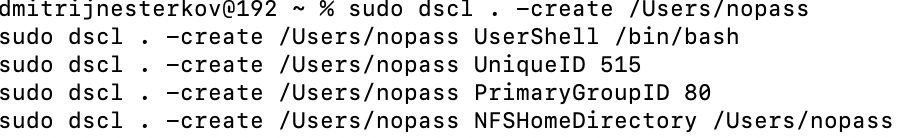 dmitrijnesterkov@192 ~ % sudo dscl . -create /Users/nopass
sudo dscl . -create /Users/nopass UserShell /bin/bash
sudo dscl . -create /Users/nopass UniqueID 515
sudo dscl . -create /Users/nopass PrimaryGroupID 80
sudo dscl . -create /Users/nopass NFSHomeDirectory /Users/nopass